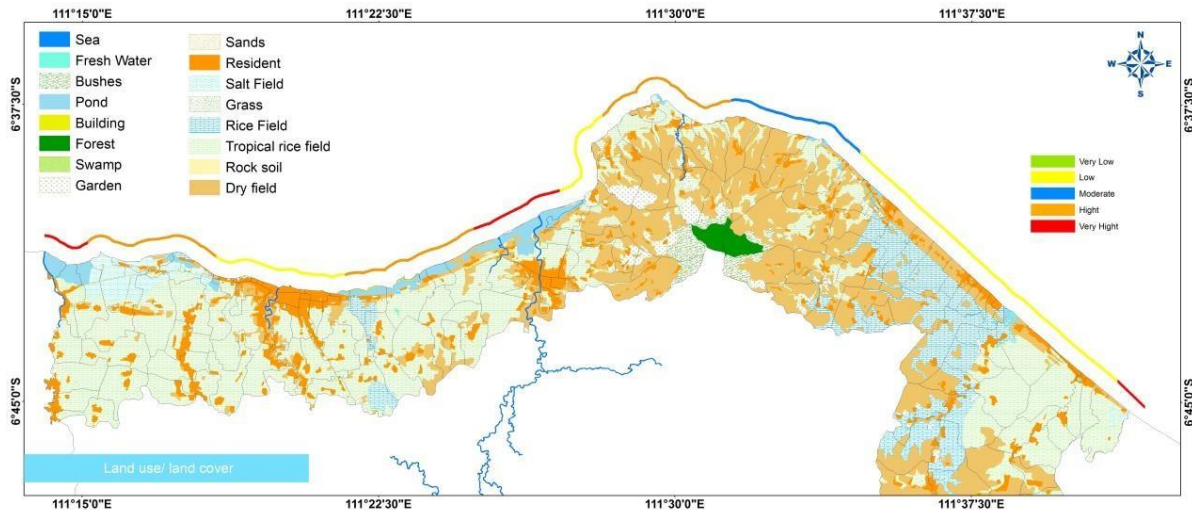 111°15'0"E 111°22'30"E 111°30'0"E 111°37'30"E
6°37'30"S
6°45'0"S
Sea
Fresh Water
Bushes
Pond
Building
Forest
Swamp
Garden
Sands
Resident
Salt Field
Grass
Rice Field
Tropical rice field
Rock soil
Dry field
N
W E
S
6°37'30"S
6°45'0"S
Very Low
Low
Moderate
Hight
Very Hight
Land use/ land cover
111°15'0"E 111°22'30"E 111°30'0"E 111°37'30"E